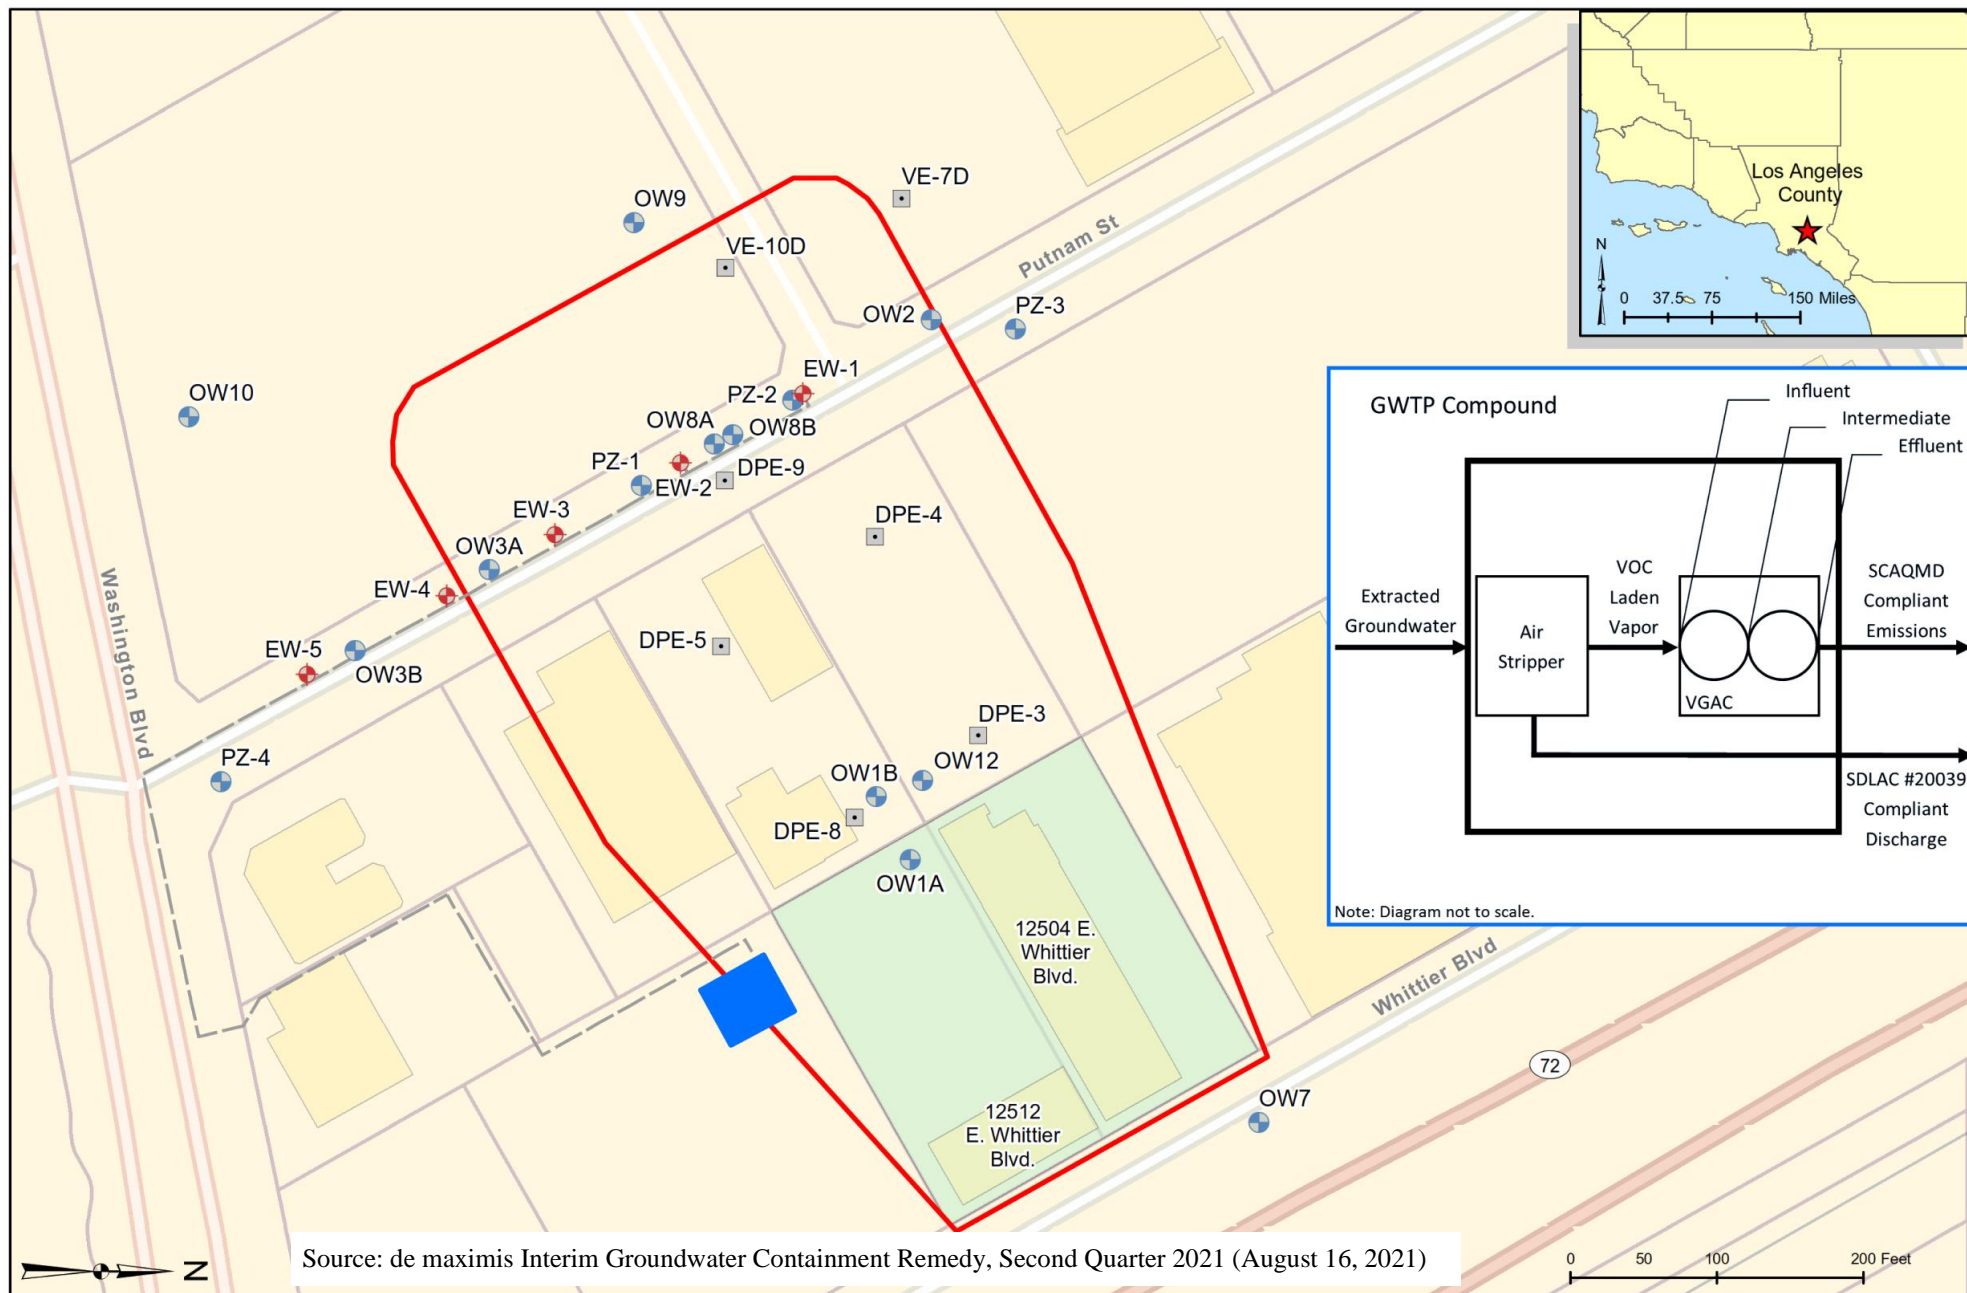 VE-7D
OW9
VE-10D
Putnam St
OW2
PZ-3
EW-1
PZ-2
OW10
OW8A
OW8B
PZ-1
DPE-9
EW-2
EW-3
DPE-4
OW3A
EW-4
DPE-5
EW-5
OW3B
Washington Blvd
DPE-3
PZ-4
OW1B
OW12
DPE-8
OW1A
12504 E.
Whittier
Blvd.
Whittier Blvd
72
OW7
12512
E. Whittier
Blvd.
N
Source: de maximis Interim Groundwater Containment Remedy, Second Quarter 2021 (August 16, 2021)
0 50 100 200 Feet
Los Angeles
County
N
0 37.5 75 150 Miles
GWTP Compound
Influent
Intermediate
Effluent
Extracted
Groundwater
Air
Stripper
VOC
Laden
Vapor
VGAC
SCAQMD
Compliant
Emissions
SDLAC #20039
Compliant
Discharge
Note: Diagram not to scale.